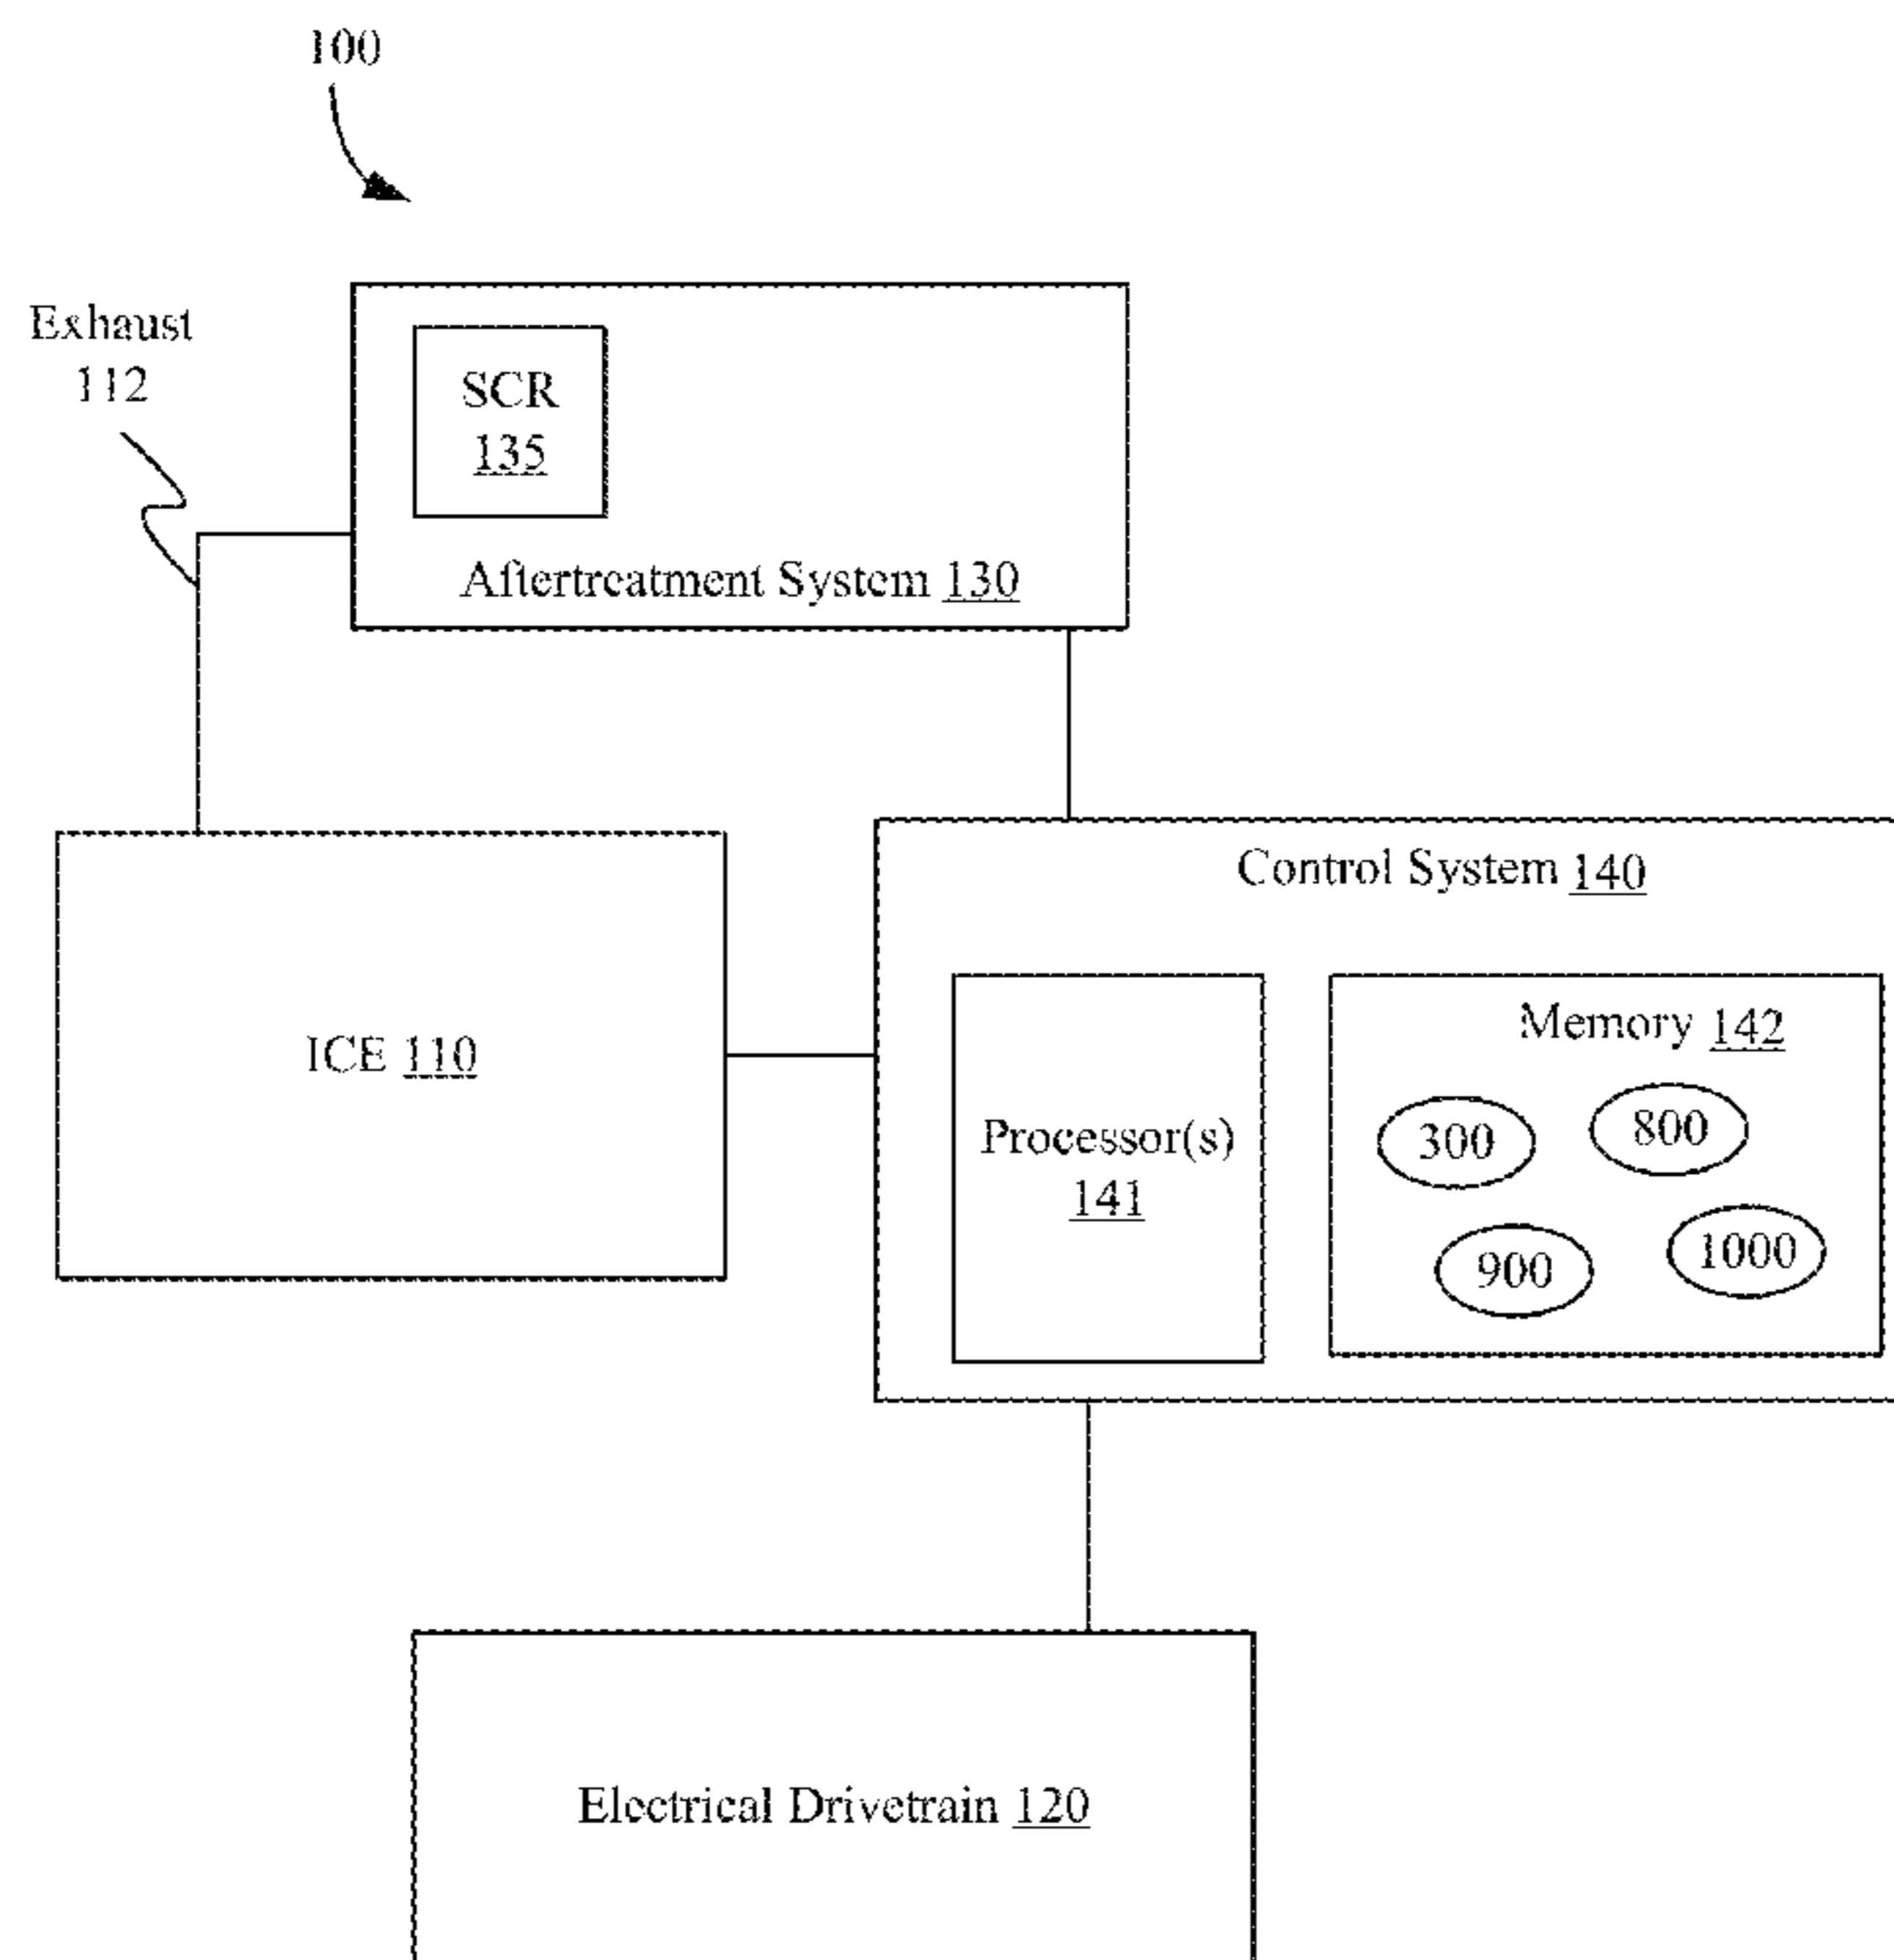 100
Exhaust
112
SCR
135
Aftertreatment System 130
Control System 140
ICE 110
Processor(s)
141
Memory 142
300
800
900
1000
Electrical Drivetrain 120